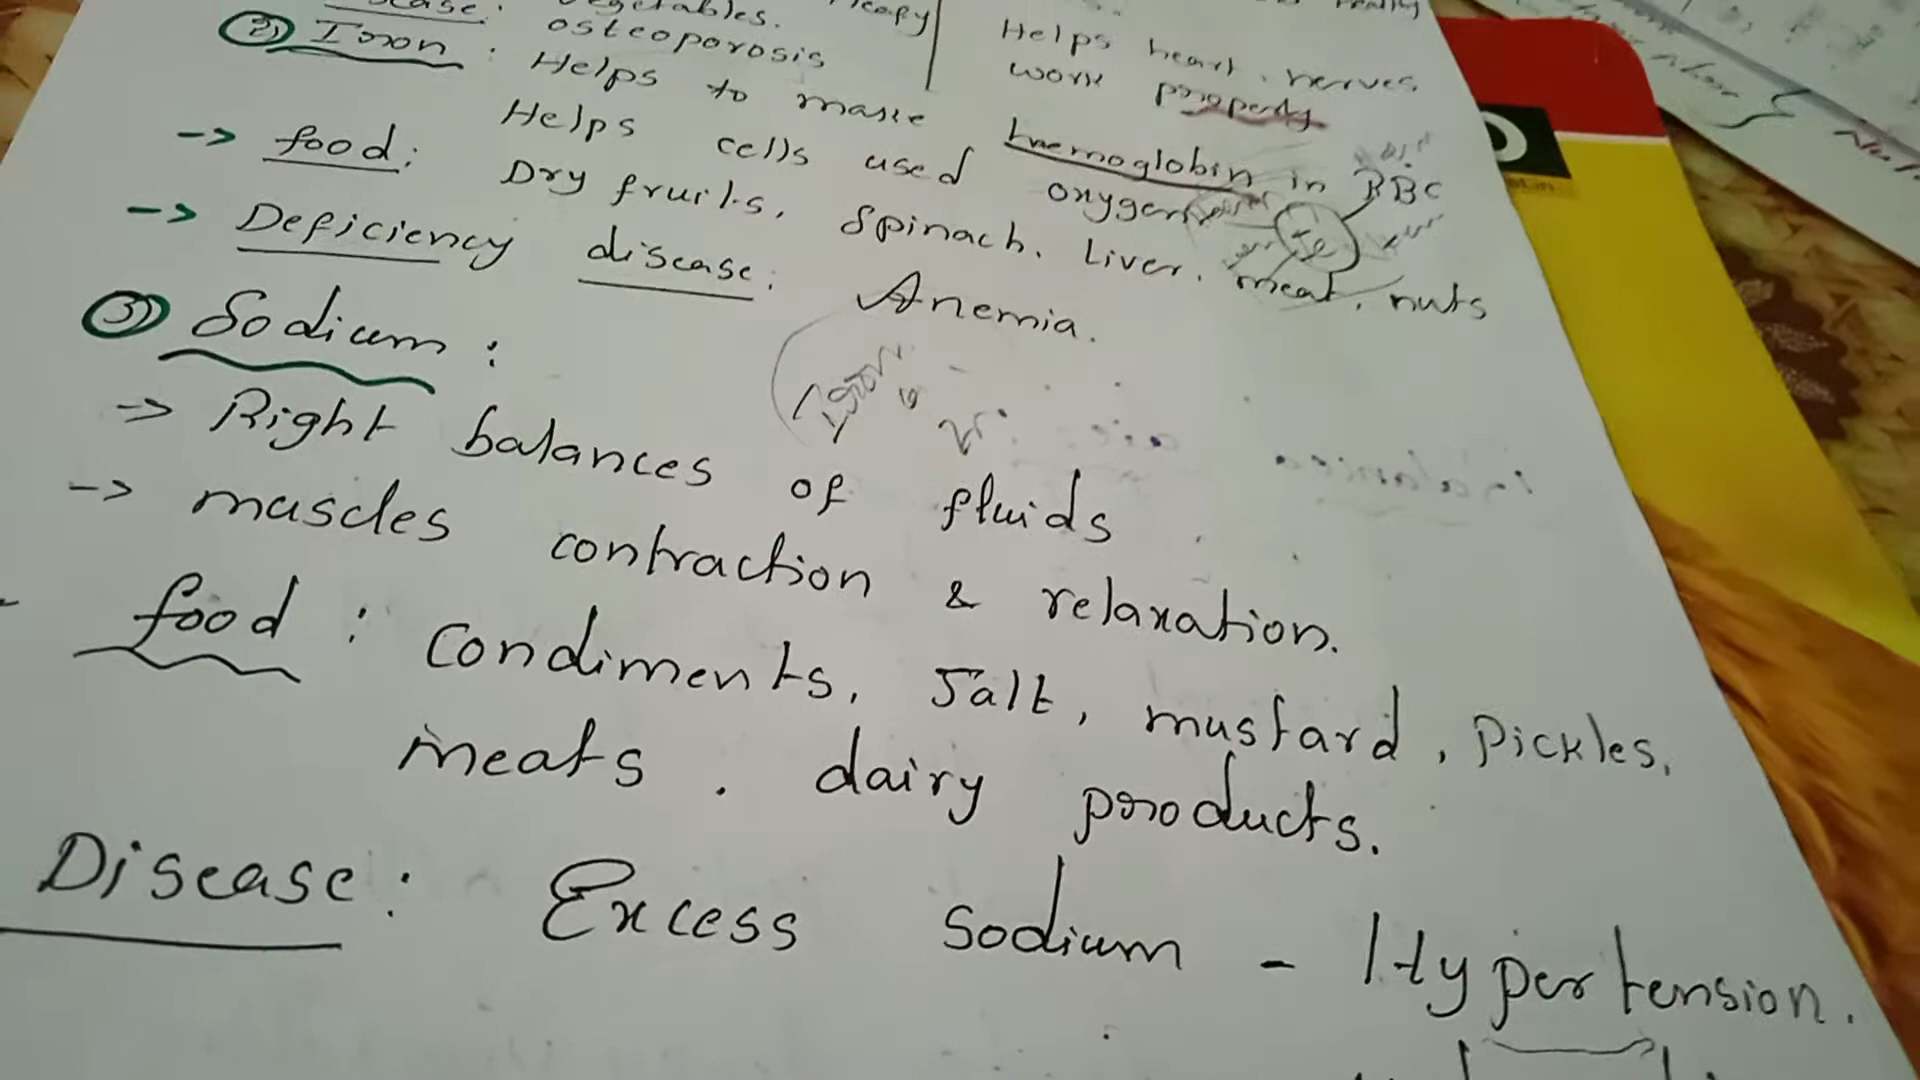 vegetables.
osteoporosis
Helps heart, nerves
work properly
2) Iron : Helps to make haemoglobin in RBC
Helps cells used oxygen
Fe
-> food: Dry fruits, Spinach, Liver, meat, nuts
-> Deficiency disease: Anemia.
3) Sodium :
-> Right balances of fluids
-> muscles contraction & relaxation.
food : Condiments, Salt, mustard, Pickles,
meats, dairy products.
Disease: Excess Sodium - Hypertension.